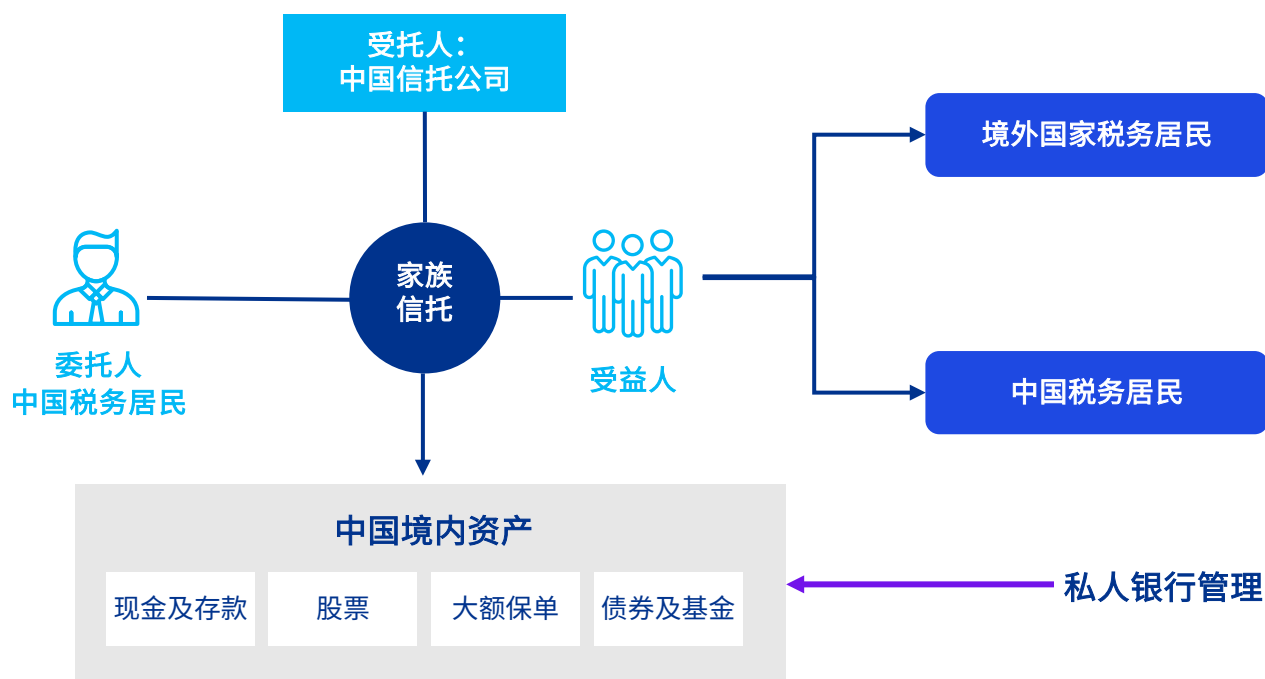 受托人：
中国信托公司
境外国家税务居民
家族
信托
委托人
中国税务居民
受益人
中国税务居民
中国境内资产
现金及存款
股票
大额保单
债券及基金
私人银行管理